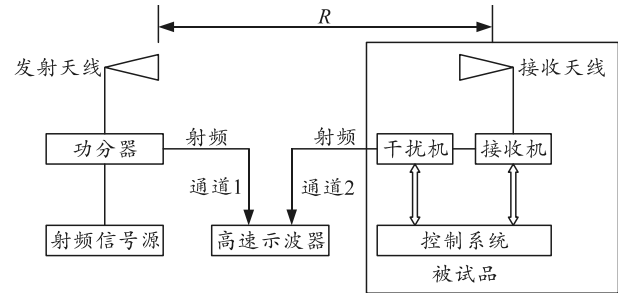 R
发射天线
接收天线
功分器
射频
射频
干扰机
接收机
通道1
通道2
射频信号源
高速示波器
控制系统
被试品